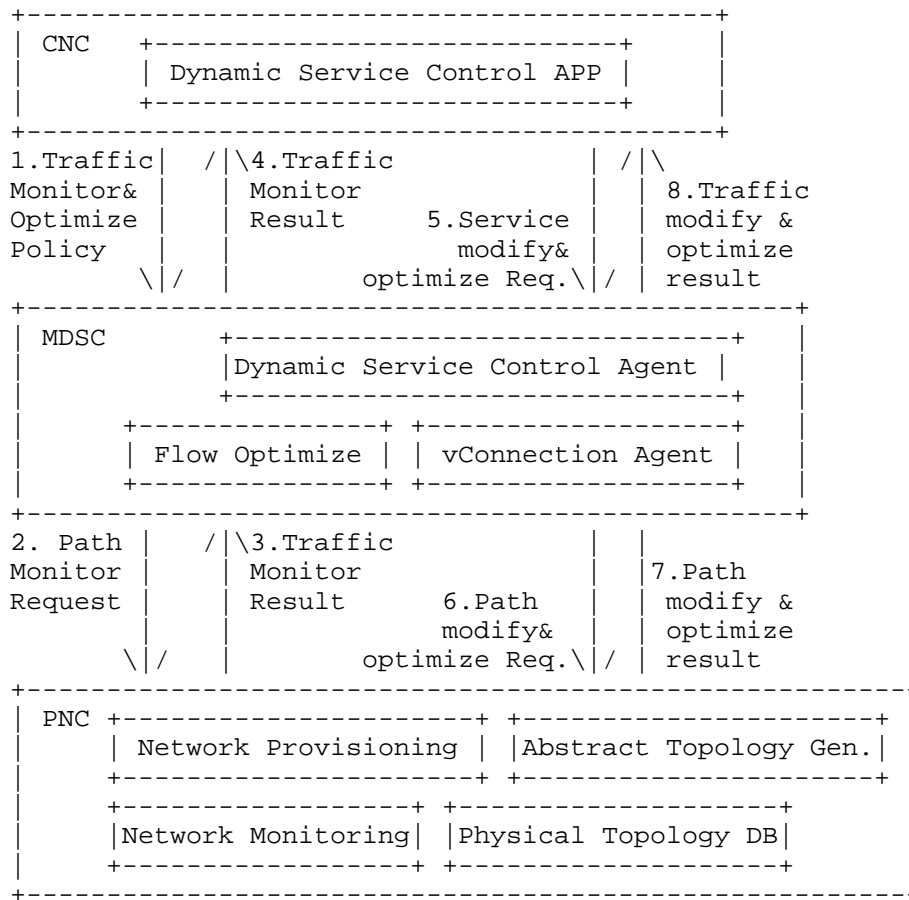 CNC
Dynamic Service Control APP
1.Traffic 4.Traffic
Monitor& Monitor 8.Traffic
Optimize Result 5.Service modify &
Policy modify& optimize
optimize Req. result
MDSC
Dynamic Service Control Agent
Flow Optimize vConnection Agent
2. Path 3.Traffic
Monitor Monitor 7.Path
Request Result 6.Path modify &
modify& optimize
optimize Req. result
PNC
Network Provisioning Abstract Topology Gen.
Network Monitoring Physical Topology DB